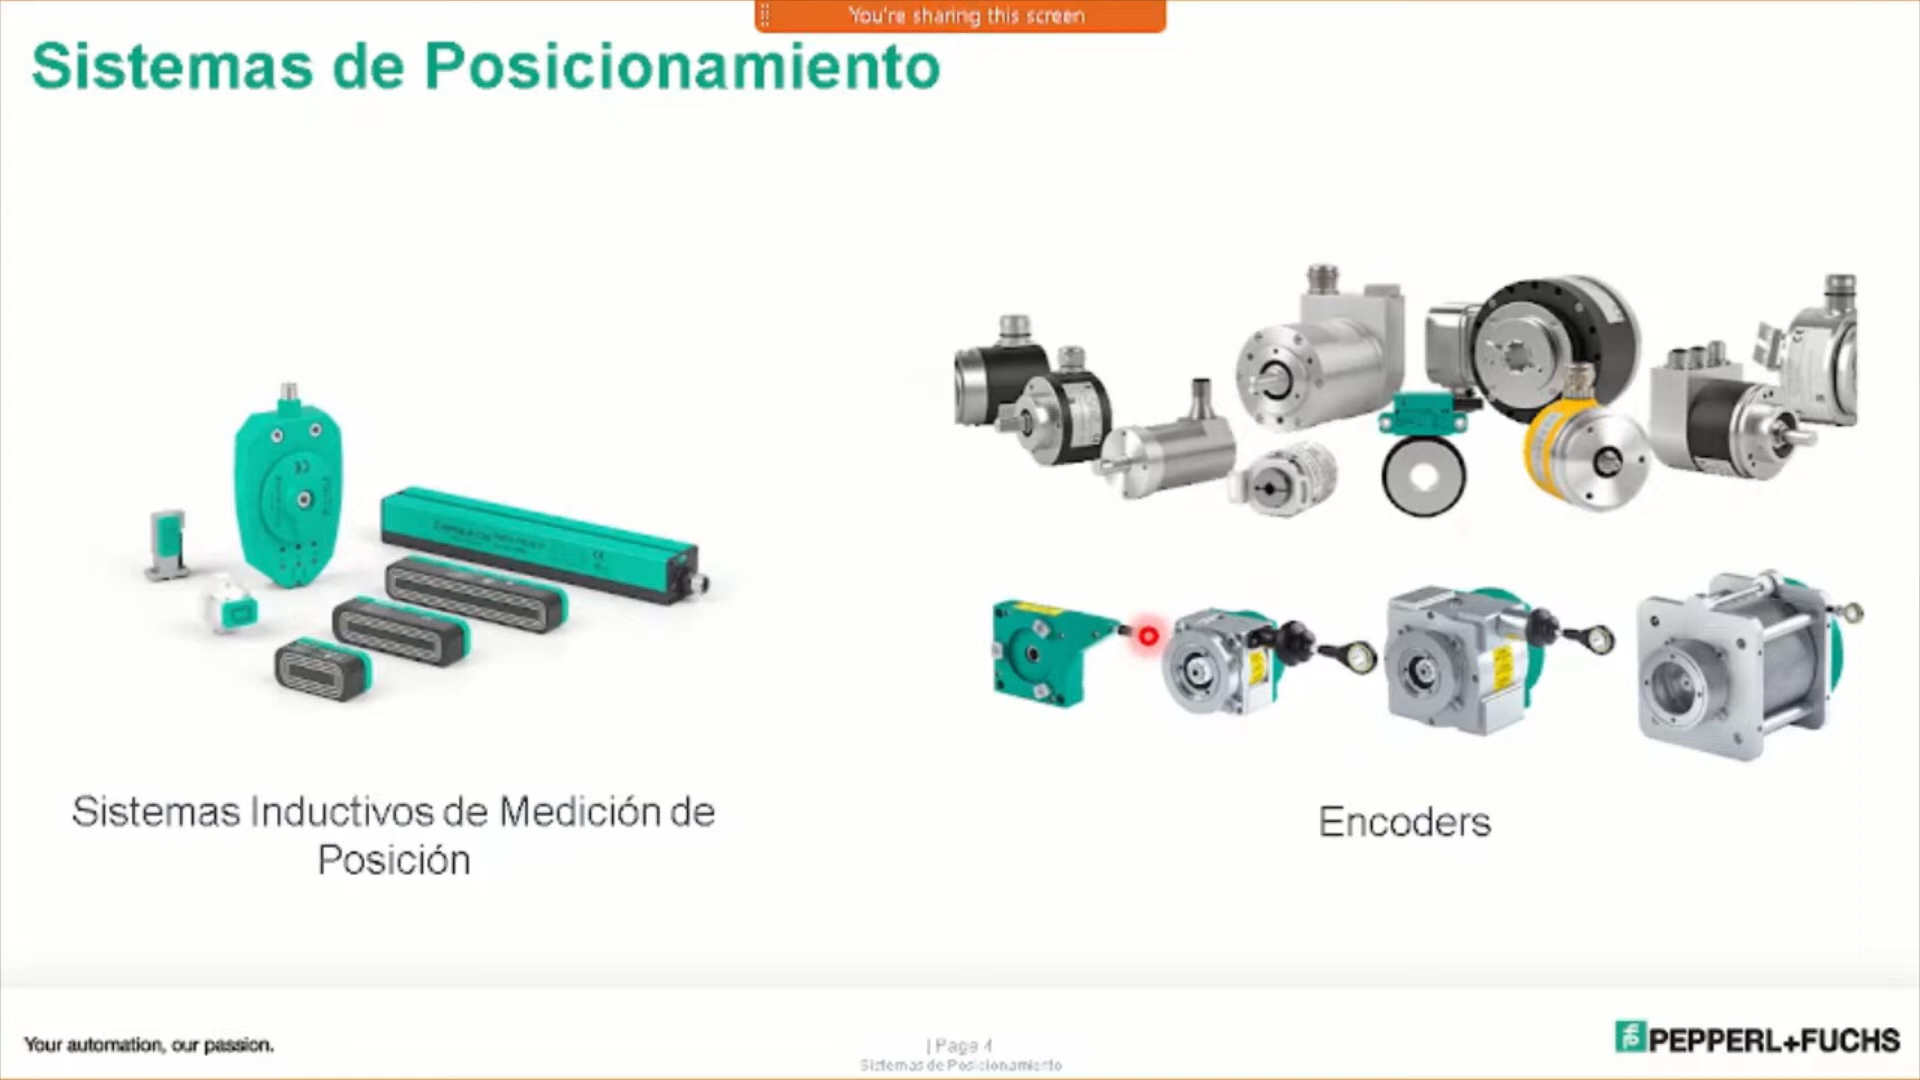 You're sharing this screen
Sistemas de Posicionamiento
Sistemas Inductivos de Medición de
Posición
Encoders
Your automation, our passion.
| Page 4
Sistemas de Posicionamiento
PEPPERL+FUCHS